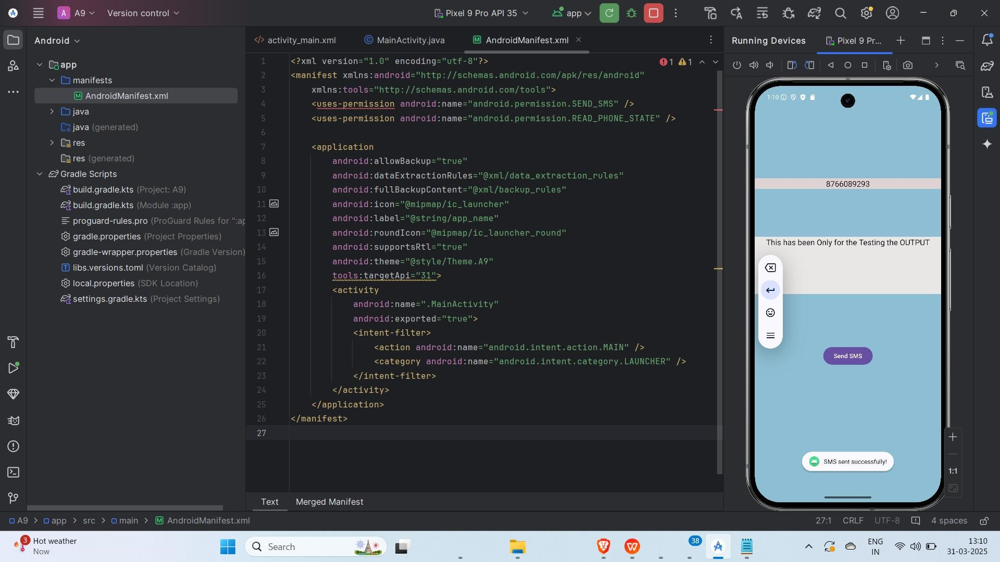 A A9 Version control Pixel 9 Pro API 35 app
Android
app
manifests
AndroidManifest.xml
java
java (generated)
res
res (generated)
Gradle Scripts
build.gradle.kts (Project: A9)
build.gradle.kts (Module :app)
proguard-rules.pro (ProGuard Rules for ":ap
gradle.properties (Project Properties)
gradle-wrapper.properties (Gradle Version)
libs.versions.toml (Version Catalog)
local.properties (SDK Location)
settings.gradle.kts (Project Settings)
activity_main.xml MainActivity.java AndroidManifest.xml
1 1
1 <?xml version="1.0" encoding="utf-8"?>
2 <manifest xmlns:android="http://schemas.android.com/apk/res/android"
3 xmlns:tools="http://schemas.android.com/tools">
4 <uses-permission android:name="android.permission.SEND_SMS" />
5 <uses-permission android:name="android.permission.READ_PHONE_STATE" />
6
7 <application
8 android:allowBackup="true"
9 android:dataExtractionRules="@xml/data_extraction_rules"
10 android:fullBackupContent="@xml/backup_rules"
11 android:icon="@mipmap/ic_launcher"
12 android:label="@string/app_name"
13 android:roundIcon="@mipmap/ic_launcher_round"
14 android:supportsRtl="true"
15 android:theme="@style/Theme.A9"
16 tools:targetApi="31">
17 <activity
18 android:name=".MainActivity"
19 android:exported="true">
20 <intent-filter>
21 <action android:name="android.intent.action.MAIN" />
22 <category android:name="android.intent.category.LAUNCHER" />
23 </intent-filter>
24 </activity>
25 </application>
26 </manifest>
27
Text Merged Manifest
Running Devices Pixel 9 Pr...
1:10
8766089293
This has been Only for the Testing the OUTPUT
Send SMS
SMS sent successfully!
1:1
A9 > app > src > main > AndroidManifest.xml
27:1 CRLF UTF-8 4 spaces
3 Hot weather
Now
Search
38
ENG
IN
13:10
31-03-2025